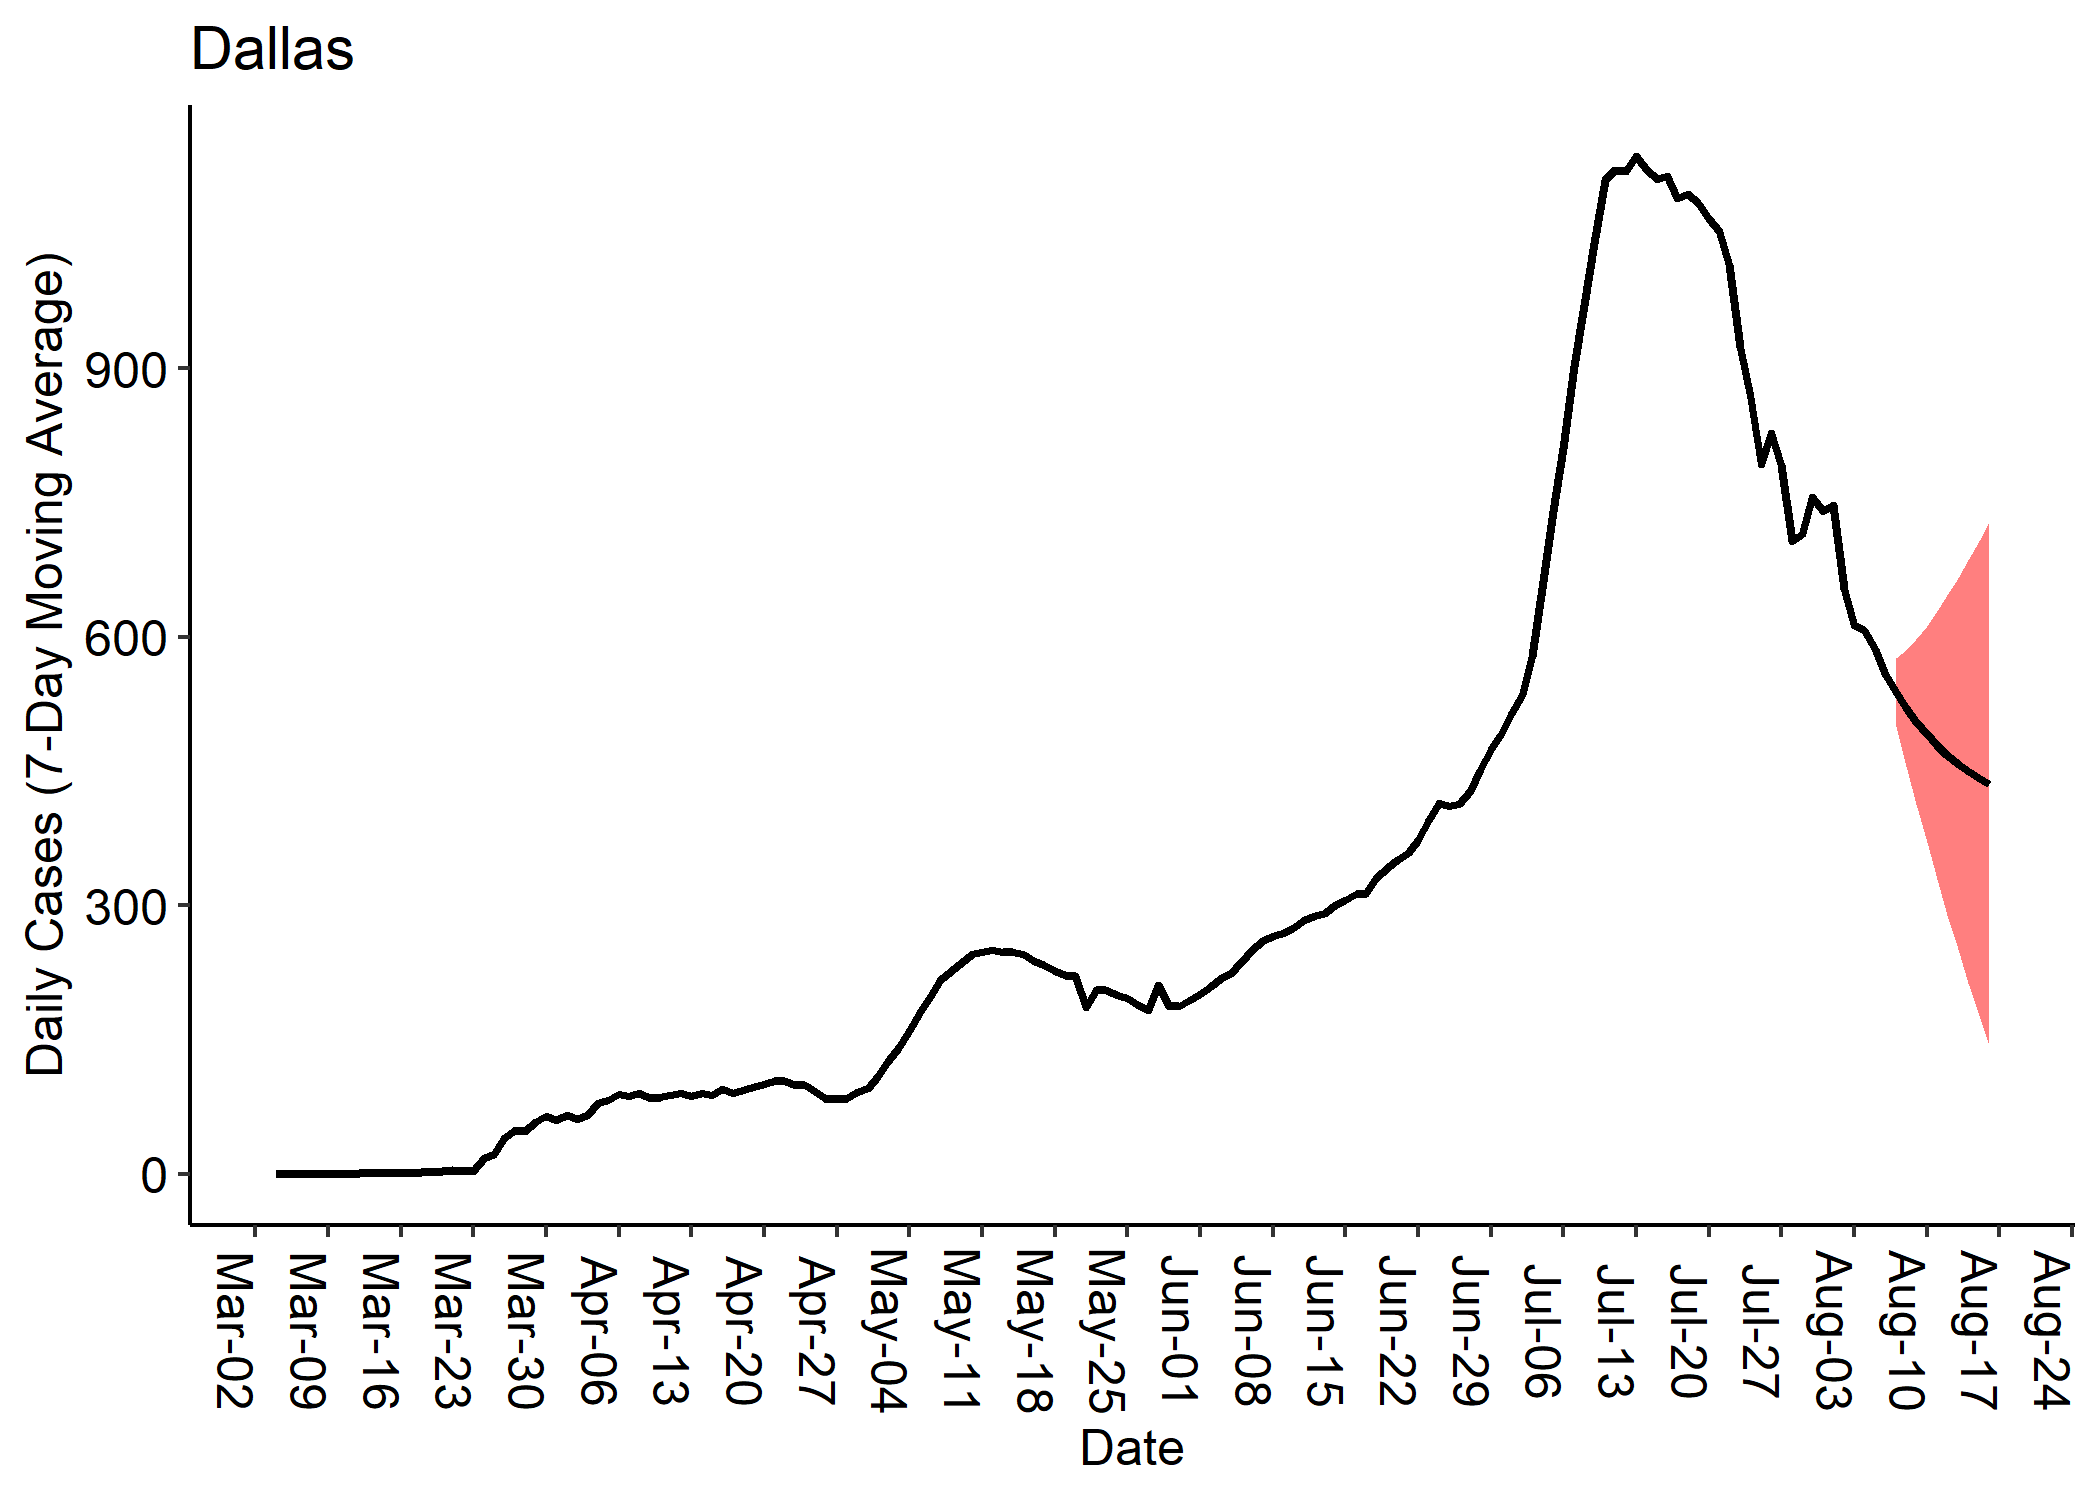 Dallas
Daily Cases (7-Day Moving Average)
900
600
300
0
Mar-02
Mar-09
Mar-16
Mar-23
Mar-30
Apr-06
Apr-13
Apr-20
Apr-27
May-04
May-11
May-18
May-25
Jun-01
Jun-08
Jun-15
Jun-22
Jun-29
Jul-06
Jul-13
Jul-20
Jul-27
Aug-03
Aug-10
Aug-17
Aug-24
Date